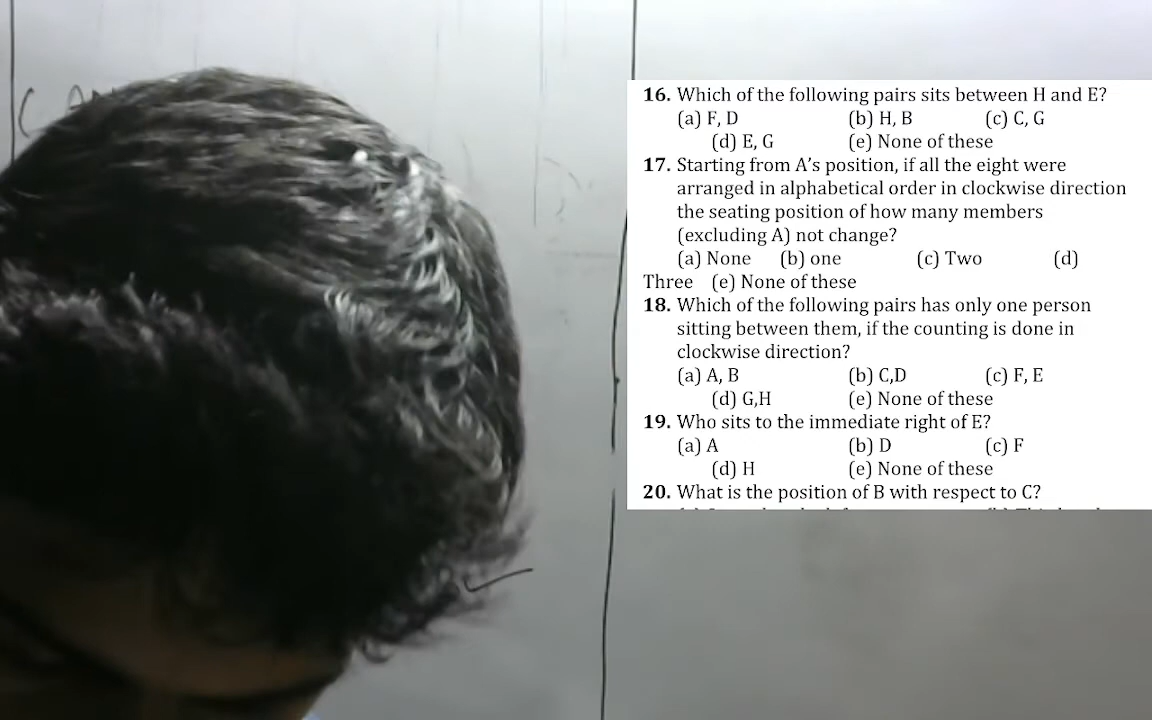 16. Which of the following pairs sits between H and E?
(a) F, D (b) H, B (c) C, G
(d) E, G (e) None of these
17. Starting from A’s position, if all the eight were
arranged in alphabetical order in clockwise direction
the seating position of how many members
(excluding A) not change?
(a) None (b) one (c) Two (d)
Three (e) None of these
18. Which of the following pairs has only one person
sitting between them, if the counting is done in
clockwise direction?
(a) A, B (b) C,D (c) F, E
(d) G,H (e) None of these
19. Who sits to the immediate right of E?
(a) A (b) D (c) F
(d) H (e) None of these
20. What is the position of B with respect to C?